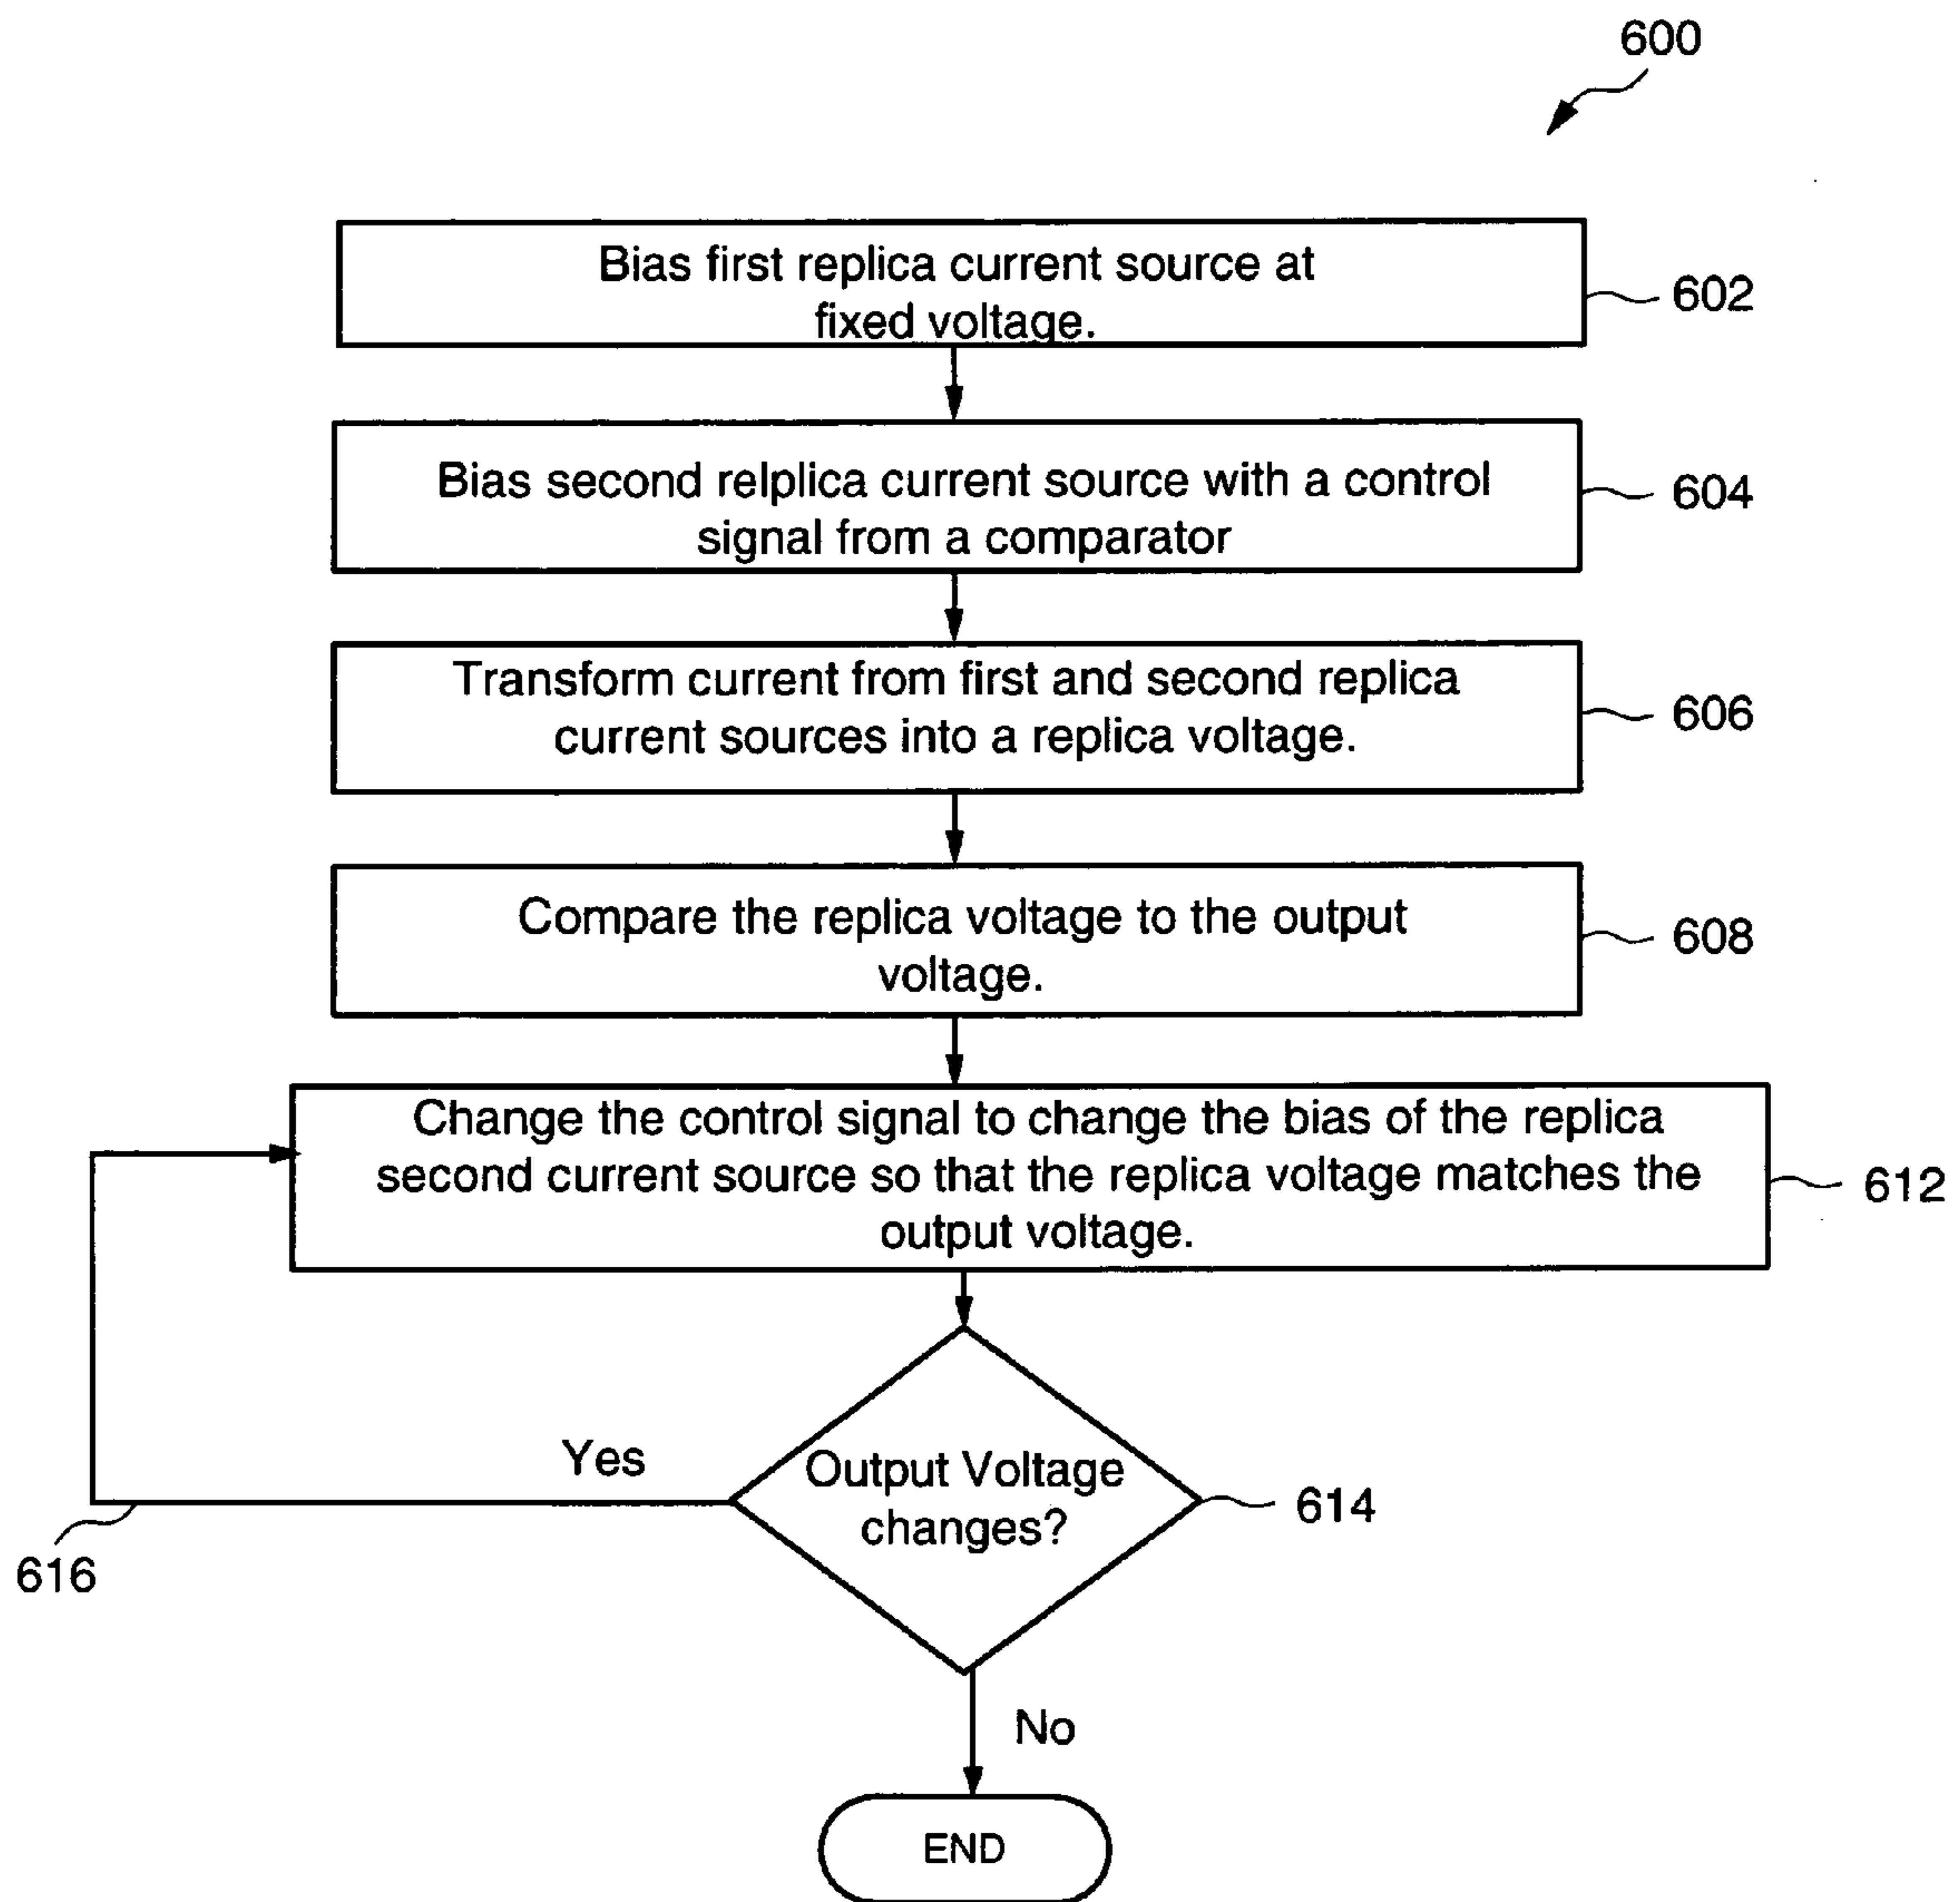 600
Bias first replica current source at
fixed voltage.
602
Bias second relplica current source with a control
signal from a comparator
604
Transform current from first and second replica
current sources into a replica voltage.
606
Compare the replica voltage to the output
voltage.
608
Change the control signal to change the bias of the replica
second current source so that the replica voltage matches the
output voltage.
612
Yes
Output Voltage
changes?
614
616
No
END